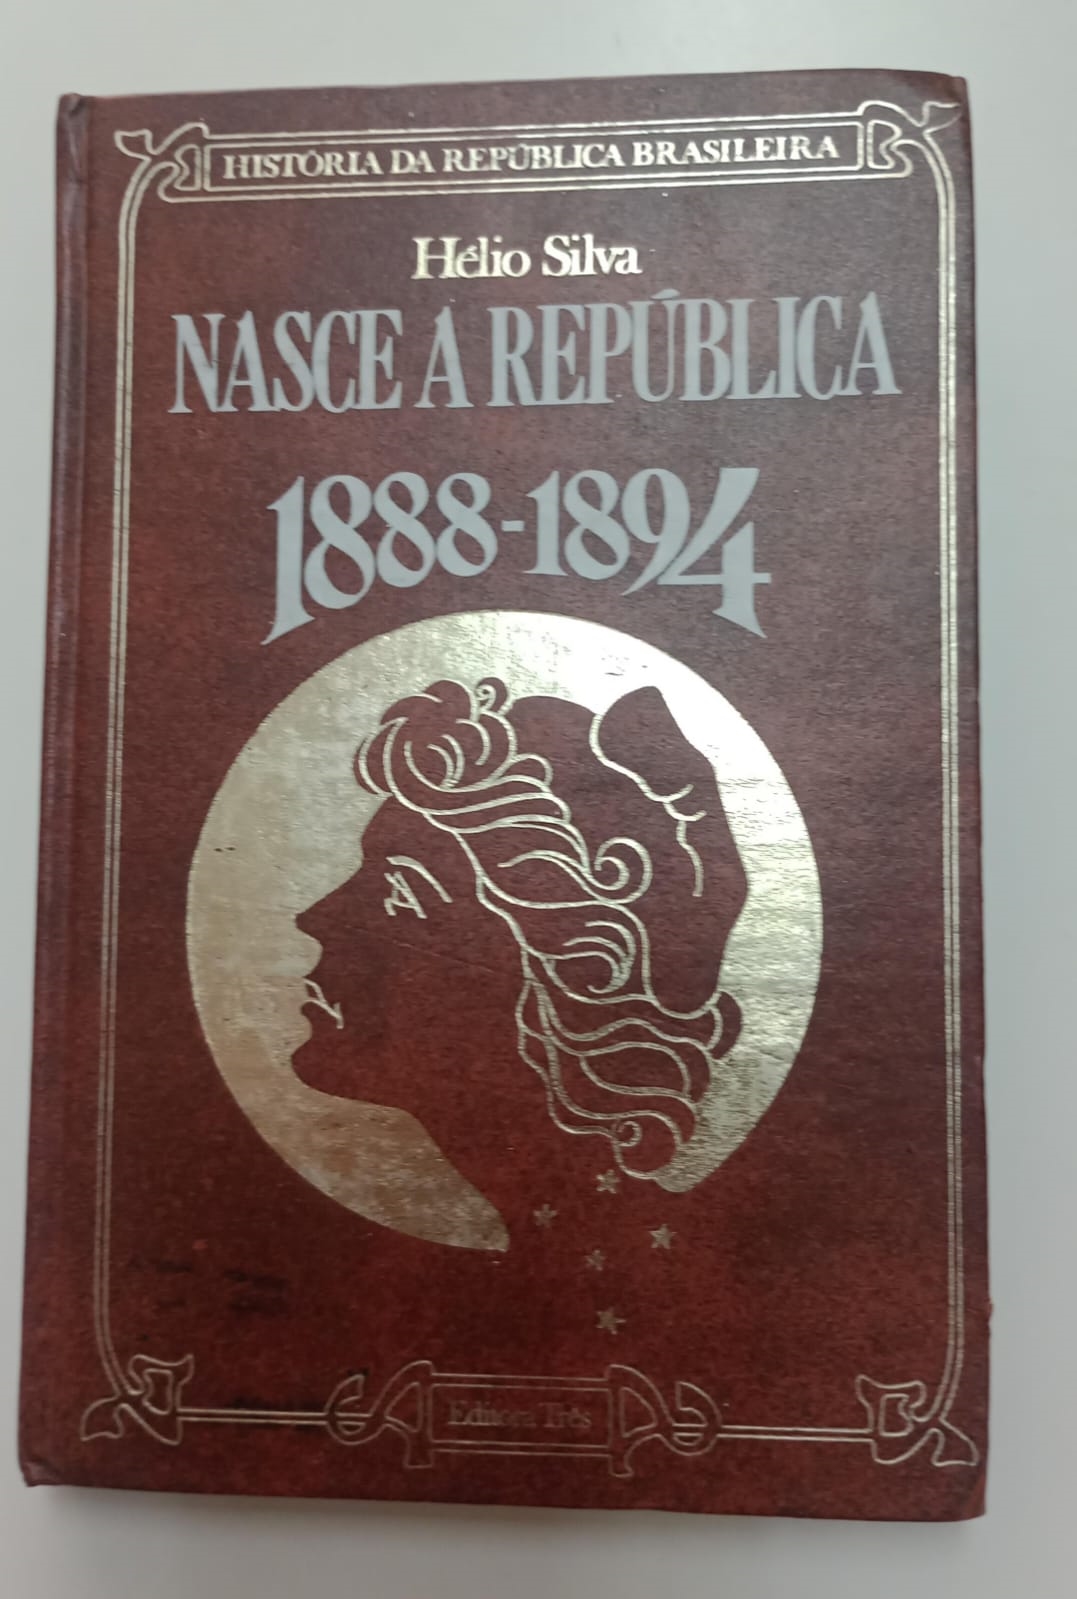 HISTÓRIA DA REPÚBLICA BRASILEIRA
Hélio Silva
NASCE A REPÚBLICA
1888-1894
Editora Três